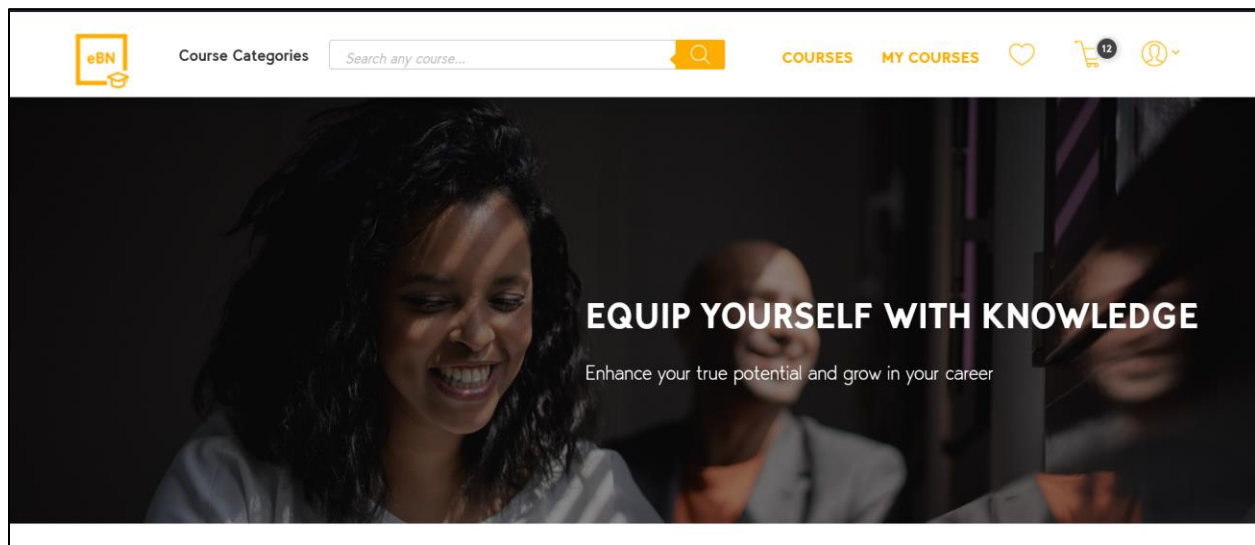 eBN
Course Categories
Search any course...
COURSES
MY COURSES
12
EQUIP YOURSELF WITH KNOWLEDGE
Enhance your true potential and grow in your career